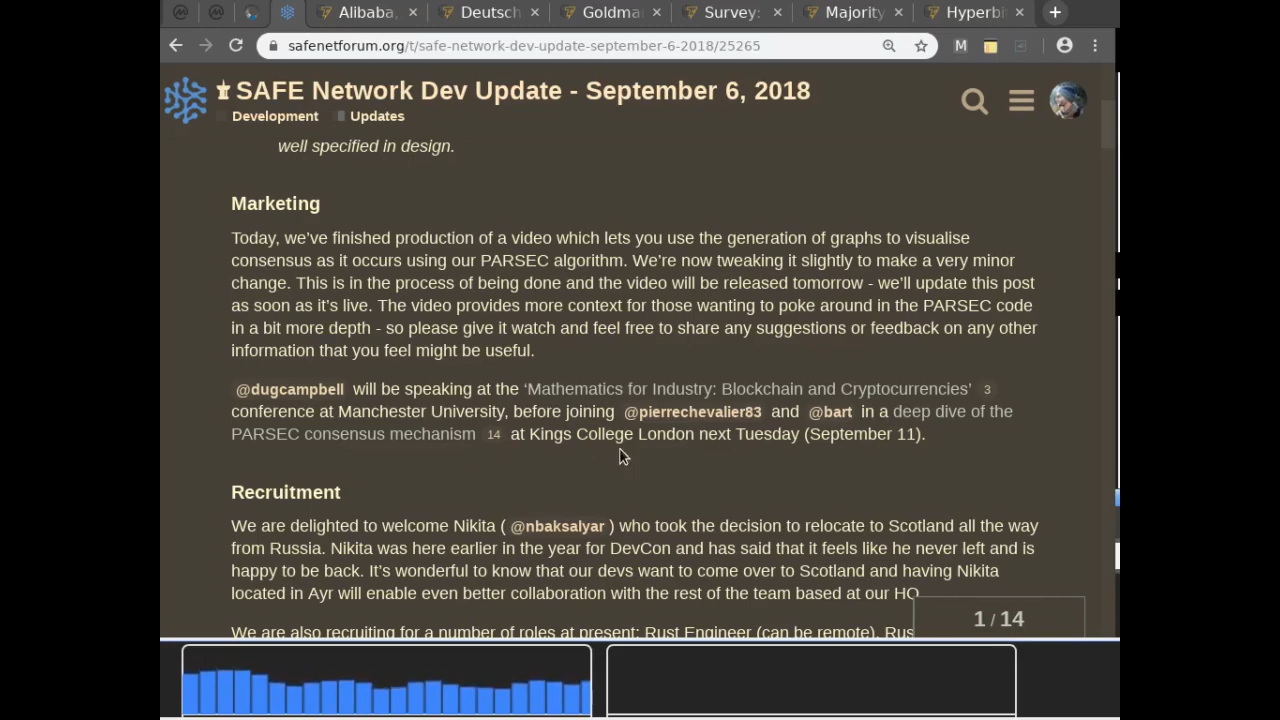 Alibaba,
Deutsch
Goldma
Survey:
Majority
Hyperbi
safenetforum.org/t/safe-network-dev-update-september-6-2018/25265
M
SAFE Network Dev Update - September 6, 2018
Development Updates
well specified in design.
Marketing
Today, we've finished production of a video which lets you use the generation of graphs to visualise
consensus as it occurs using our PARSEC algorithm. We're now tweaking it slightly to make a very minor
change. This is in the process of being done and the video will be released tomorrow - we'll update this post
as soon as it's live. The video provides more context for those wanting to poke around in the PARSEC code
in a bit more depth - so please give it watch and feel free to share any suggestions or feedback on any other
information that you feel might be useful.
@dugcampbell will be speaking at the ‘Mathematics for Industry: Blockchain and Cryptocurrencies’ 3
conference at Manchester University, before joining @pierrechevalier83 and @bart in a deep dive of the
PARSEC consensus mechanism 14 at Kings College London next Tuesday (September 11).
Recruitment
We are delighted to welcome Nikita ( @nbaksalyar ) who took the decision to relocate to Scotland all the way
from Russia. Nikita was here earlier in the year for DevCon and has said that it feels like he never left and is
happy to be back. It's wonderful to know that our devs want to come over to Scotland and having Nikita
located in Ayr will enable even better collaboration with the rest of the team based at our HQ.
We are also recruiting for a number of roles at present: Rust Engineer (can be remote), Rus
1 / 14